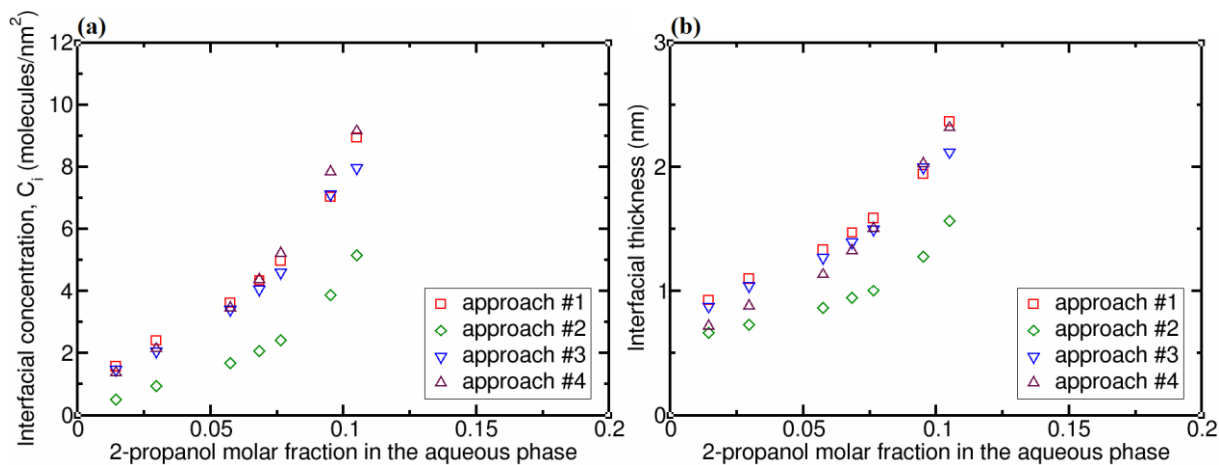 (a)
12
10
8
6
4
2
0
Interfacial concentration, C_i (molecules/nm²)
approach #1
approach #2
approach #3
approach #4
0 0.05 0.1 0.15 0.2
2-propanol molar fraction in the aqueous phase
(b)
3
2
1
0
Interfacial thickness (nm)
approach #1
approach #2
approach #3
approach #4
0 0.05 0.1 0.15 0.2
2-propanol molar fraction in the aqueous phase